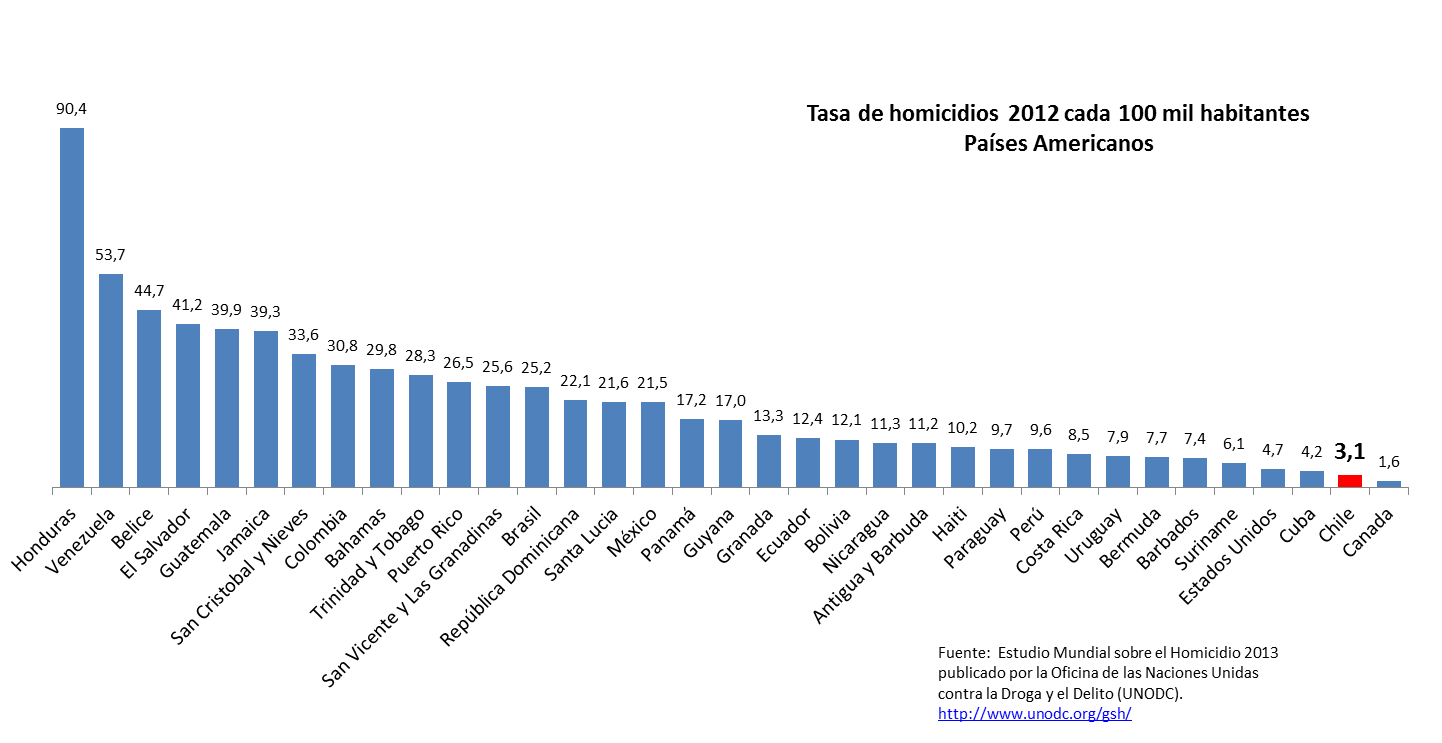 Tasa de homicidios 2012 cada 100 mil habitantes
Países Americanos
90,4
53,7
44,7
41,2
39,9
39,3
33,6
30,8
29,8
28,3
26,5
25,6
25,2
22,1
21,6
21,5
17,2
17,0
13,3
12,4
12,1
11,3
11,2
10,2
9,7
9,6
8,5
7,9
7,7
7,4
6,1
4,7
4,2
3,1
1,6
Honduras
Venezuela
Belice
El Salvador
Guatemala
Jamaica
San Cristobal y Nieves
Colombia
Bahamas
Trinidad y Tobago
Puerto Rico
San Vicente y Las Granadinas
Brasil
República Dominicana
Santa Lucia
México
Panamá
Guyana
Granada
Ecuador
Bolivia
Nicaragua
Antigua y Barbuda
Haiti
Paraguay
Perú
Costa Rica
Uruguay
Bermuda
Barbados
Suriname
Estados Unidos
Cuba
Chile
Canada
Fuente: Estudio Mundial sobre el Homicidio 2013
publicado por la Oficina de las Naciones Unidas
contra la Droga y el Delito (UNODC).
http://www.unodc.org/gsh/